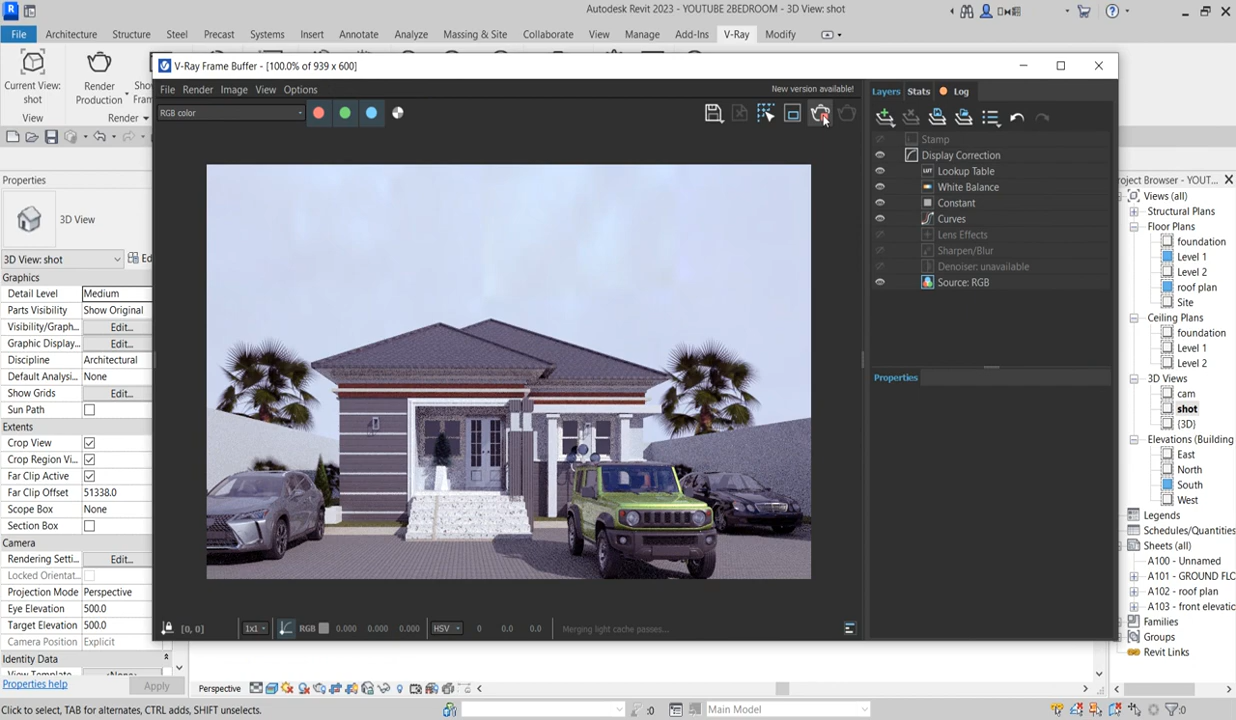 Autodesk Revit 2023 - YOUTUBE 2BEDROOM - 3D View: shot
File Architecture Structure Steel Precast Systems Insert Annotate Analyze Massing & Site Collaborate View Manage Add-Ins V-Ray Modify
Current View:
shot
View
Render
Production
Render
Sho
Fram
V-Ray Frame Buffer - [100.0% of 939 x 600]
File Render Image View Options
New version available!
RGB color
Layers Stats Log
Stamp
Display Correction
LUT Lookup Table
White Balance
Constant
Curves
Lens Effects
Sharpen/Blur
Denoiser: unavailable
Source: RGB
Properties
[0, 0]
1x1
RGB 0.000 0.000 0.000
HSV 0 0.0 0.0
Merging light cache passes...
Properties
3D View
3D View: shot
Ed
Graphics
Detail Level Medium
Parts Visibility Show Original
Visibility/Graph... Edit...
Graphic Display... Edit...
Discipline Architectural
Default Analysi... None
Show Grids Edit...
Sun Path
Extents
Crop View
Crop Region Vi...
Far Clip Active
Far Clip Offset 51338.0
Scope Box None
Section Box
Camera
Rendering Setti... Edit...
Locked Orientat...
Projection Mode Perspective
Eye Elevation 500.0
Target Elevation 500.0
Camera Position Explicit
Identity Data
View Template <None>
Properties help
Apply
roject Browser - YOUT...
Views (all)
Structural Plans
Floor Plans
foundation
Level 1
Level 2
roof plan
Site
Ceiling Plans
foundation
Level 1
Level 2
3D Views
cam
shot
{3D}
Elevations (Building
East
North
South
West
Legends
Schedules/Quantities
Sheets (all)
A100 - Unnamed
A101 - GROUND FLO
A102 - roof plan
A103 - front elevatio
Families
Groups
Revit Links
Perspective
Click to select, TAB for alternates, CTRL adds, SHIFT unselects.
:0
Main Model
:0